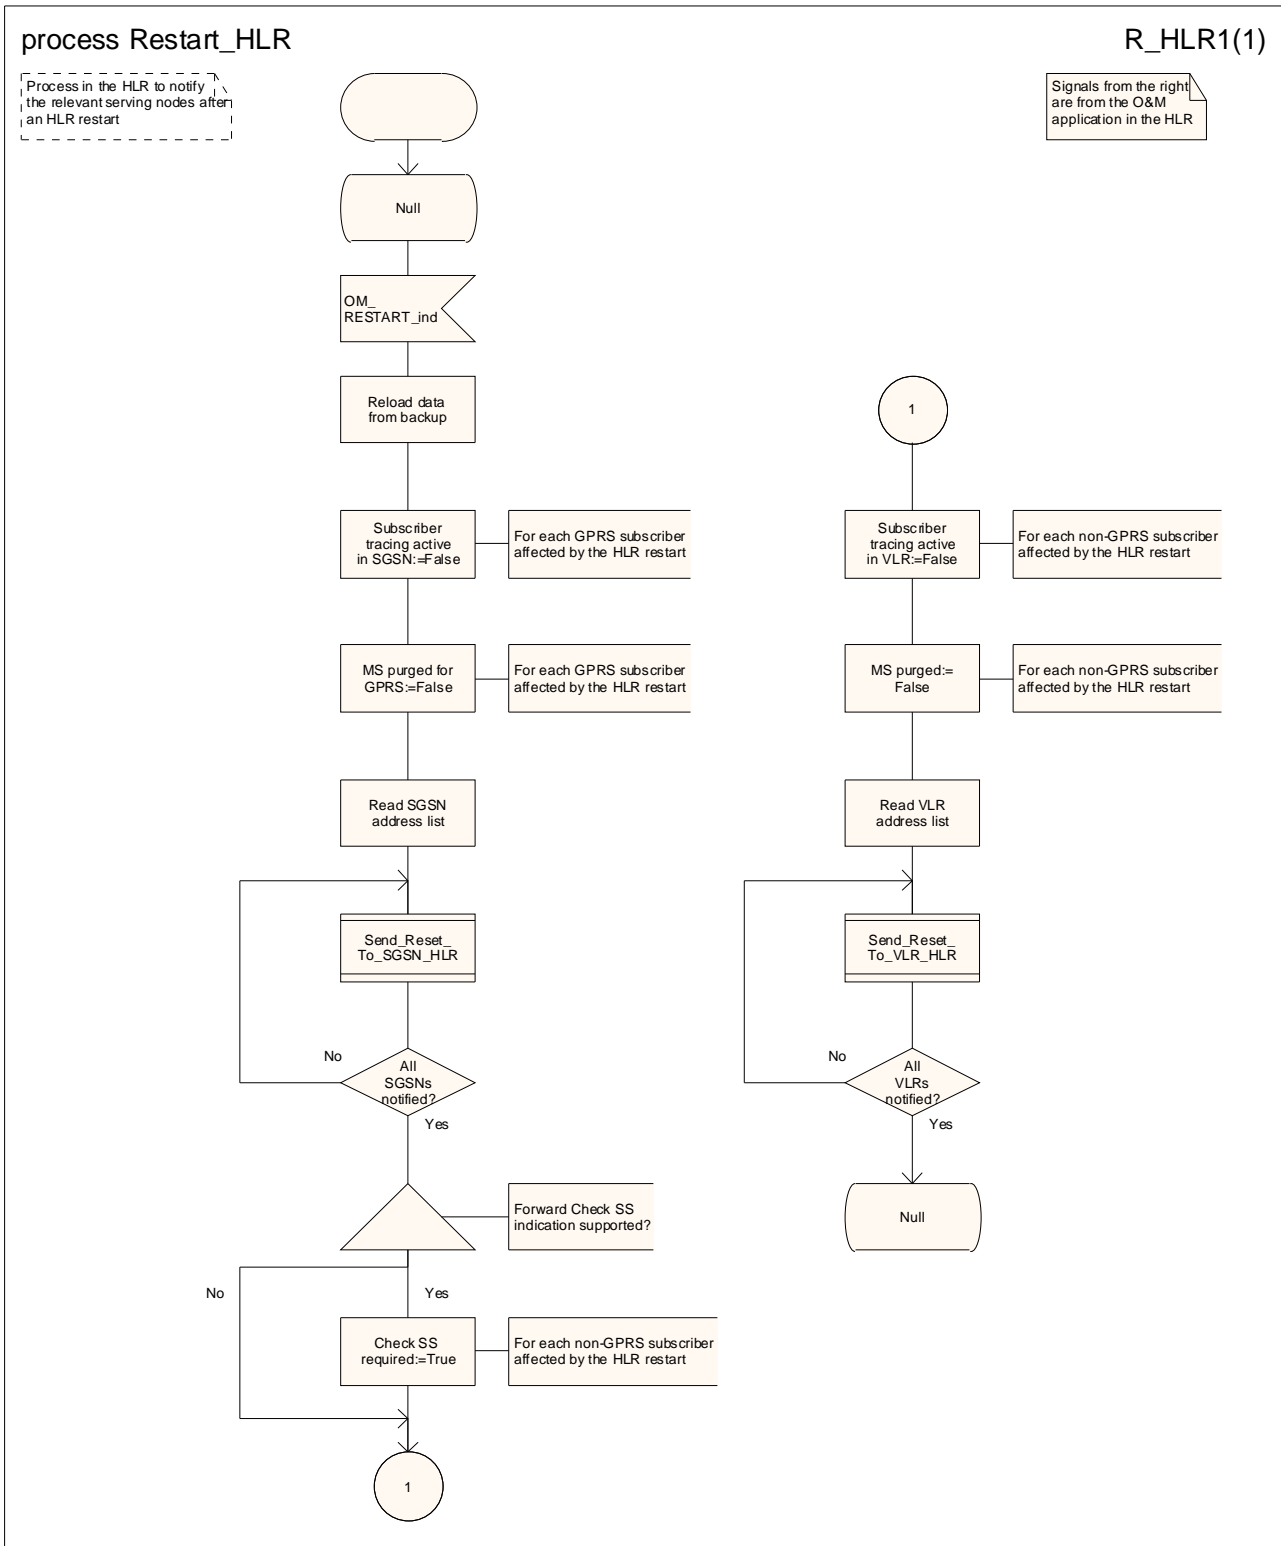 process Restart_HLR
R_HLR1(1)
Process in the HLR to notify
the relevant serving nodes after
an HLR restart
Signals from the right
are from the O&M
application in the HLR
Null
OM_
RESTART_ind
Reload data
from backup
Subscriber
tracing active
in SGSN:=False
For each GPRS subscriber
affected by the HLR restart
MS purged for
GPRS:=False
For each GPRS subscriber
affected by the HLR restart
Read SGSN
address list
Send_Reset_
To_SGSN_HLR
No
All
SGSNs
notified?
Yes
Forward Check SS
indication supported?
No
Yes
Check SS
required:=True
For each non-GPRS subscriber
affected by the HLR restart
1
1
Subscriber
tracing active
in VLR:=False
For each non-GPRS subscriber
affected by the HLR restart
MS purged:=
False
For each non-GPRS subscriber
affected by the HLR restart
Read VLR
address list
Send_Reset_
To_VLR_HLR
No
All
VLRs
notified?
Yes
Null